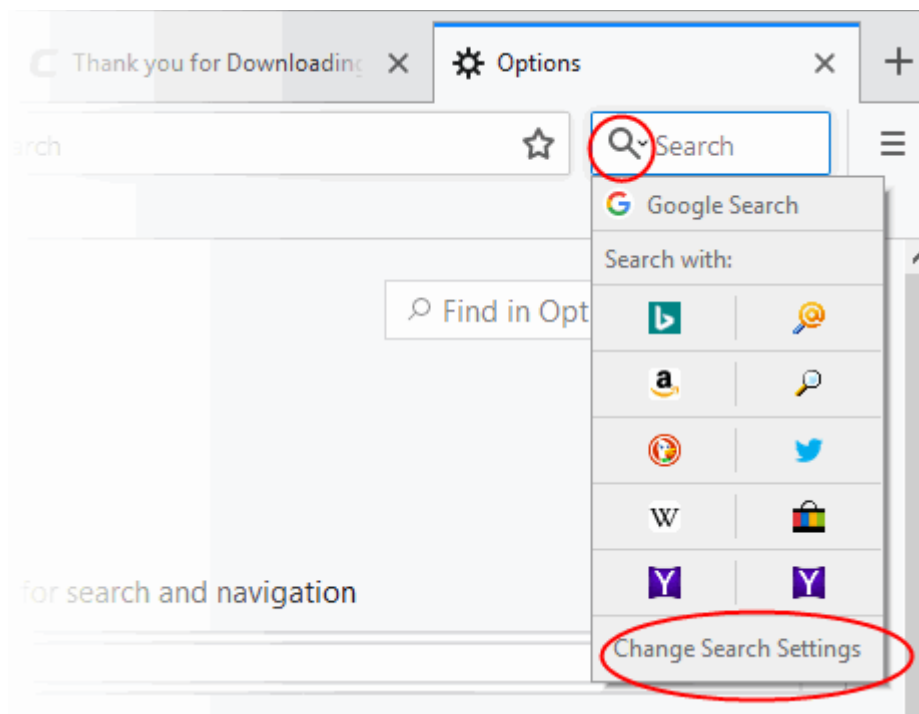 Thank you for Downloading
Options
arch
Search
Google Search
Search with:
Find in Opt
for search and navigation
Change Search Settings